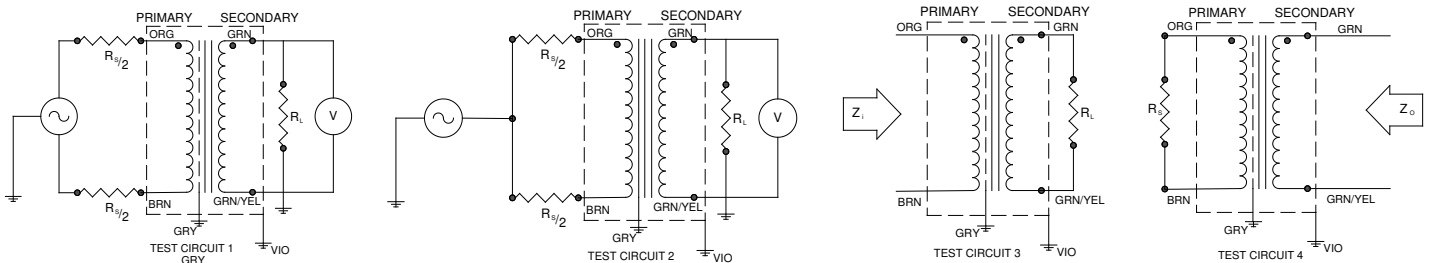 PRIMARY SECONDARY
ORG GRN
RS/2
RL
V
RS/2
BRN GRN/YEL
GRY
VIO
TEST CIRCUIT 1
GRY
PRIMARY SECONDARY
ORG GRN
RS/2
RL
V
RS/2
BRN GRN/YEL
GRY
VIO
TEST CIRCUIT 2
PRIMARY SECONDARY
ORG GRN
Zi
RL
BRN GRN/YEL
GRY
VIO
TEST CIRCUIT 3
PRIMARY SECONDARY
ORG GRN
RS
ZO
BRN GRN/YEL
GRY
VIO
TEST CIRCUIT 4